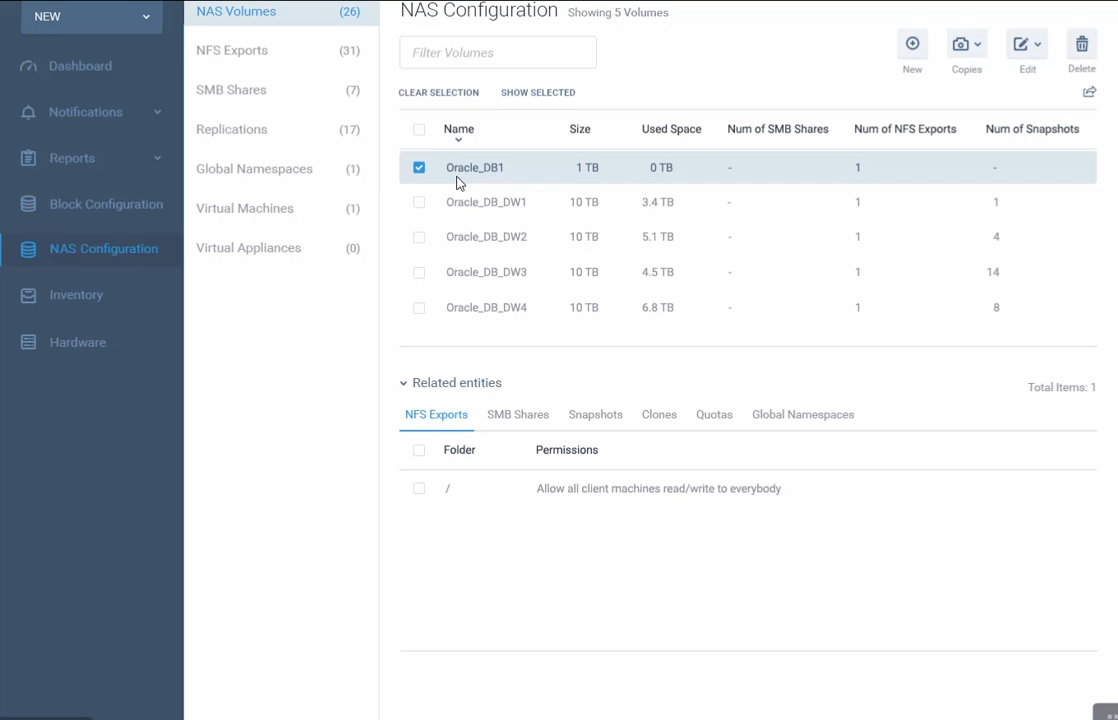 NEW
Dashboard
Notifications
Reports
Block Configuration
NAS Configuration
Inventory
Hardware
NAS Volumes (26)
NFS Exports (31)
SMB Shares (7)
Replications (17)
Global Namespaces (1)
Virtual Machines (1)
Virtual Appliances (0)
NAS Configuration Showing 5 Volumes
Filter Volumes
New Copies Edit Delete
CLEAR SELECTION SHOW SELECTED
Name Size Used Space Num of SMB Shares Num of NFS Exports Num of Snapshots
Oracle_DB1 1 TB 0 TB - 1 -
Oracle_DB_DW1 10 TB 3.4 TB - 1 1
Oracle_DB_DW2 10 TB 5.1 TB - 1 4
Oracle_DB_DW3 10 TB 4.5 TB - 1 14
Oracle_DB_DW4 10 TB 6.8 TB - 1 8
Related entities
Total Items: 1
NFS Exports SMB Shares Snapshots Clones Quotas Global Namespaces
Folder Permissions
/ Allow all client machines read/write to everybody